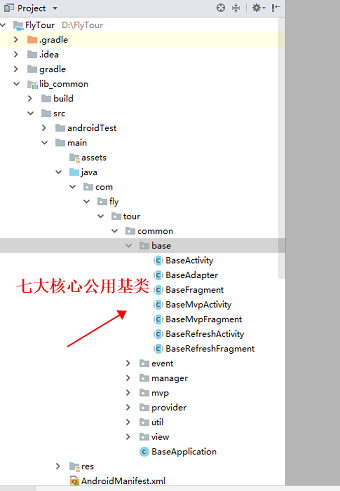 Project
FlyTour D:\FlyTour
.gradle
.idea
gradle
lib_common
build
src
androidTest
main
assets
java
com
fly
tour
common
base
BaseActivity
BaseAdapter
七大核心公用基类
BaseFragment
BaseMvpActivity
BaseMvpFragment
BaseRefreshActivity
BaseRefreshFragment
event
manager
mvp
provider
util
view
BaseApplication
res
AndroidManifest.xml